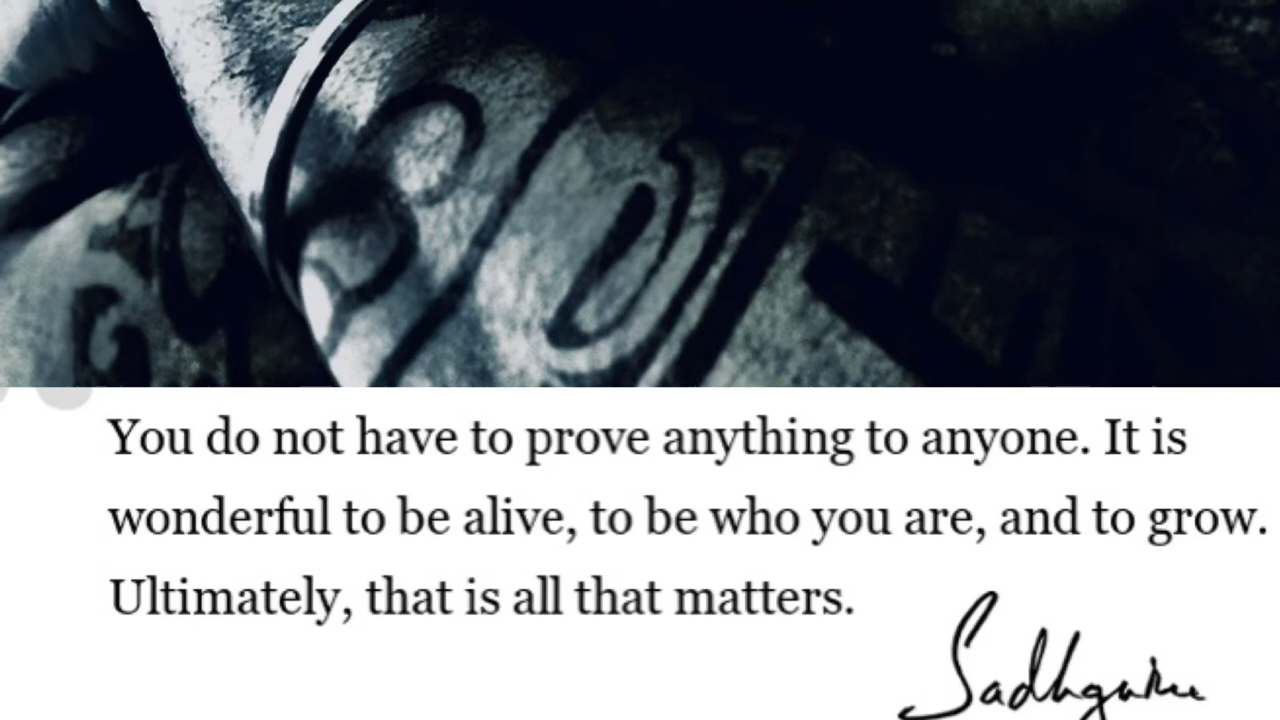 You do not have to prove anything to anyone. It is
wonderful to be alive, to be who you are, and to grow.
Ultimately, that is all that matters.
Sadhguru